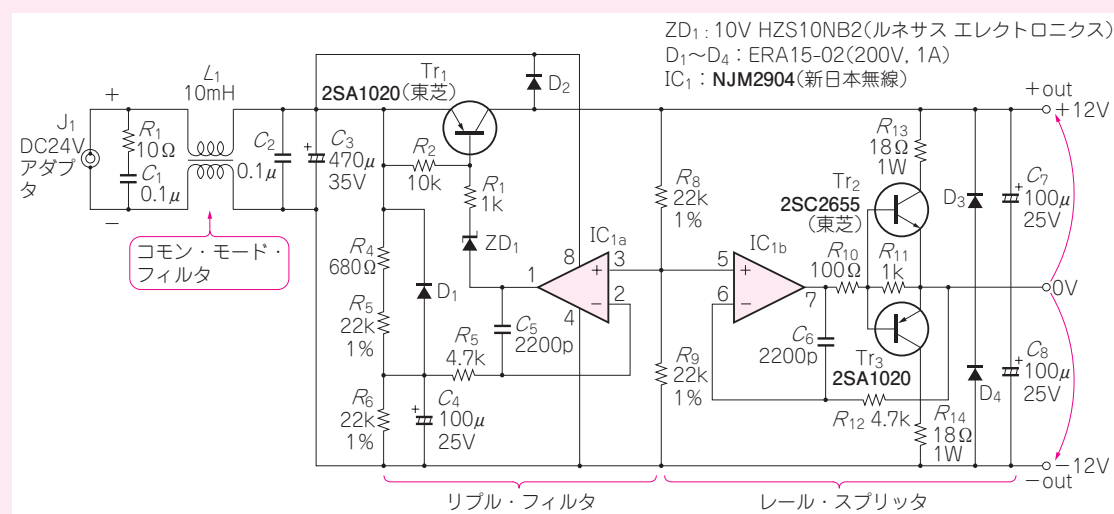 ZD1:10V HZS10NB2(ルネサス エレクトロニクス)
D1〜D4:ERA15-02(200V, 1A)
IC1:NJM2904(新日本無線)
L1
10mH
Tr1
2SA1020(東芝)
D2
+out
+12V
J1
DC24V
アダプ
タ
+
−
R1
10Ω
C1
0.1μ
C2
0.1μ
+
C3
470μ
35V
R2
10k
R1
1k
ZD1
R8
22k
1%
R13
18Ω
1W
Tr2
2SC2655
(東芝)
D3
+
C7
100μ
25V
コモン・モード・
フィルタ
R4
680Ω
D1
IC1a
8
1
+
3
−
2
4
IC1b
5
+
6
−
7
R10
100Ω
R11
1k
0V
R5
22k
1%
R5
4.7k
C5
2200p
C6
2200p
Tr3
2SA1020
R6
22k
1%
+
C4
100μ
25V
R9
22k
1%
R12 4.7k
R14
18Ω
1W
D4
+
C8
100μ
25V
−12V
−out
リプル・フィルタ
レール・スプリッタ